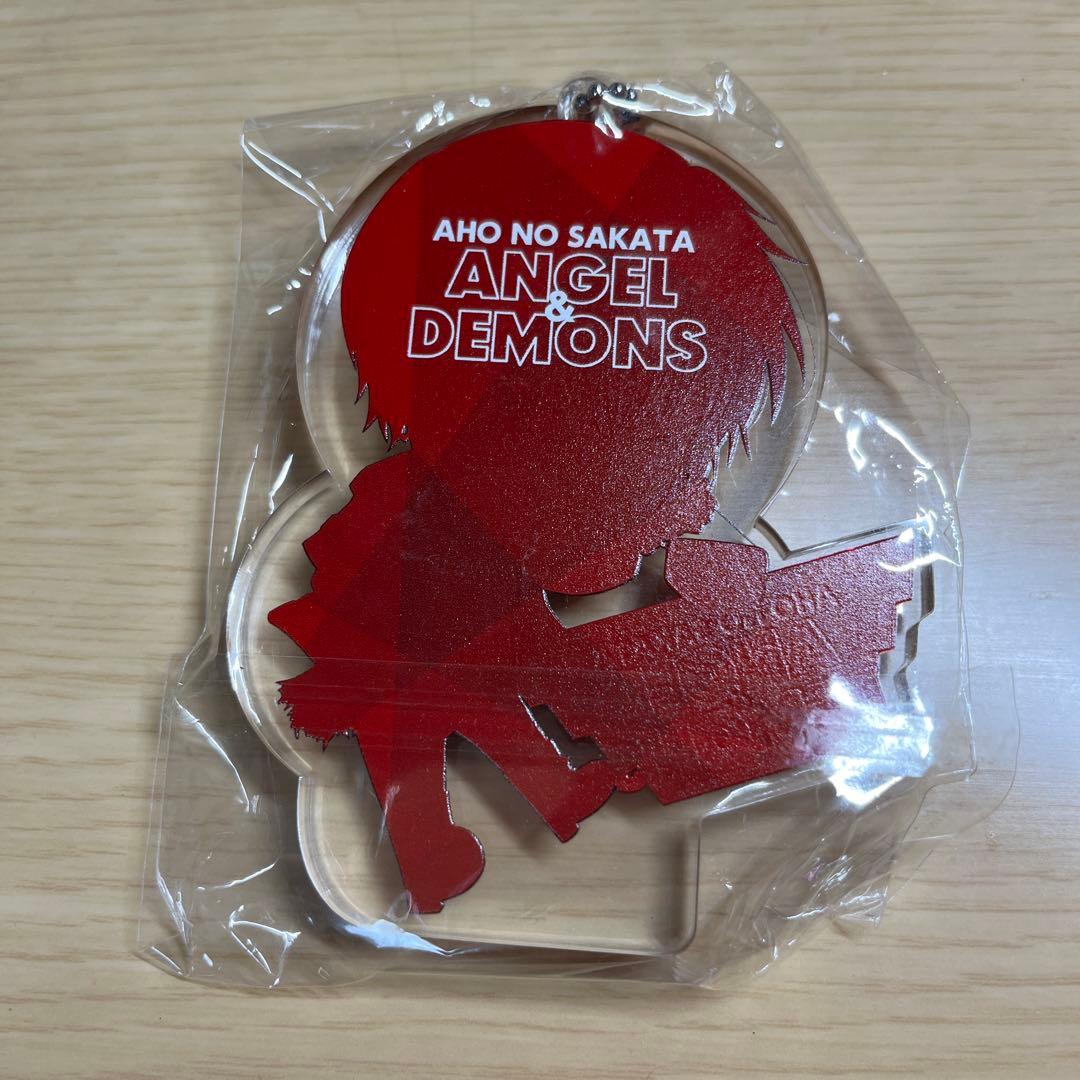 AHO NO SAKATA
ANGEL
&
DEMONS